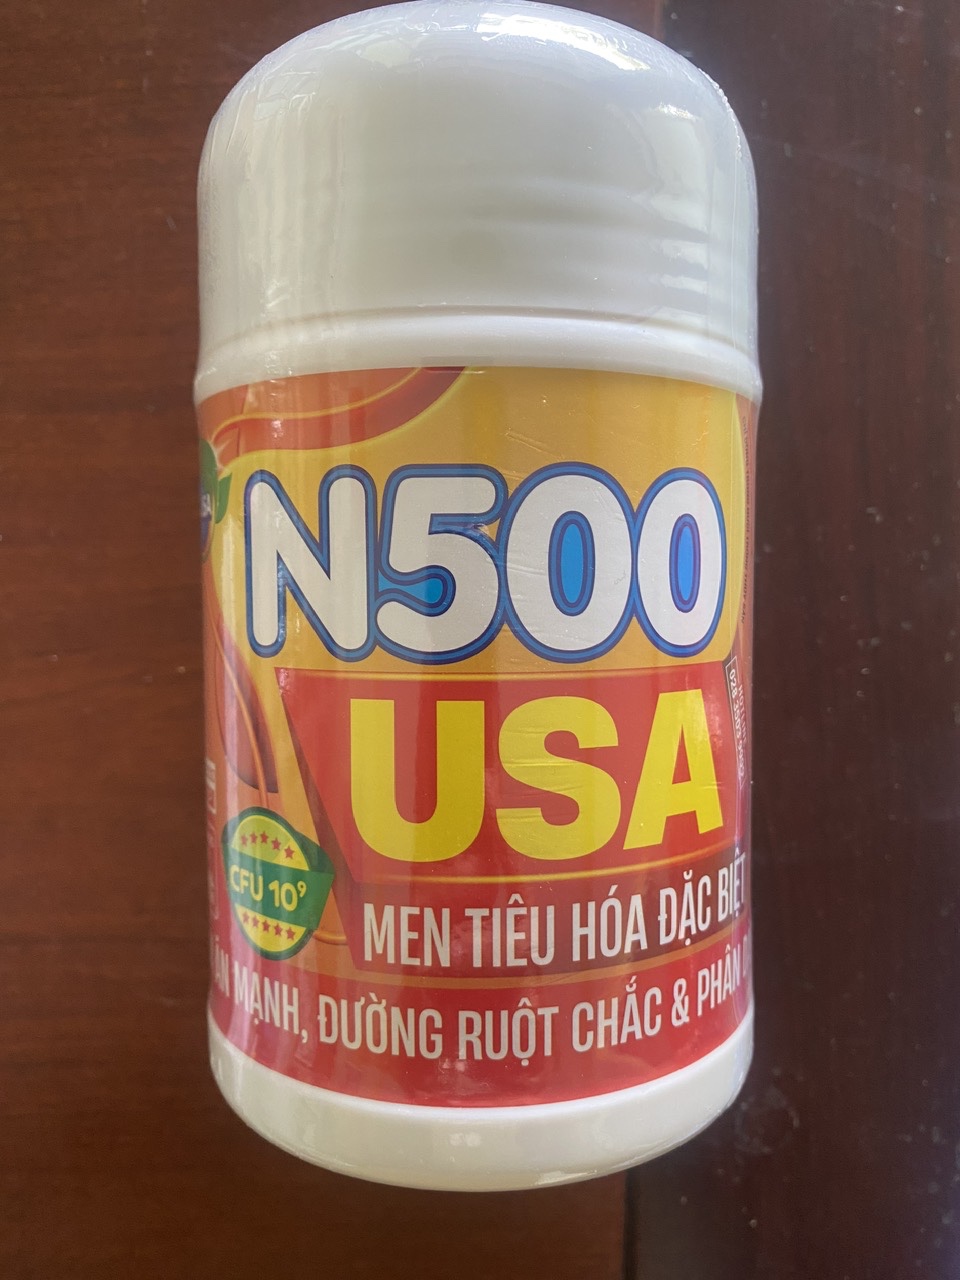 N500
USA
CFU 10⁹
MEN TIÊU HÓA ĐẶC BIỆT
MẠNH, ĐƯỜNG RUỘT CHẮC & PHÂN